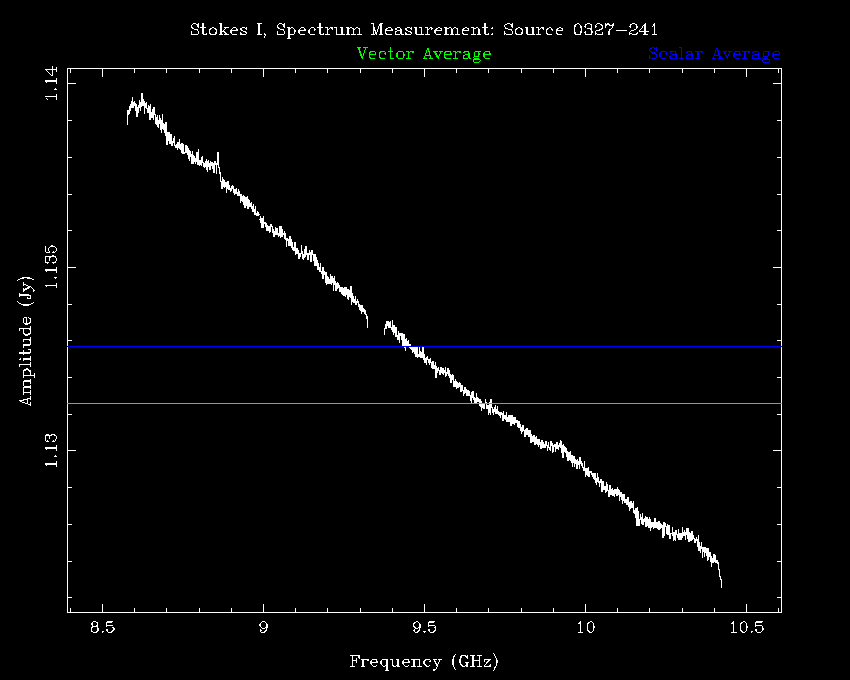 Stokes I, Spectrum Measurement: Source 0327−241
Vector Average Scalar Average
1.14
1.135
1.13
Amplitude (Jy)
8.5 9 9.5 10 10.5
Frequency (GHz)